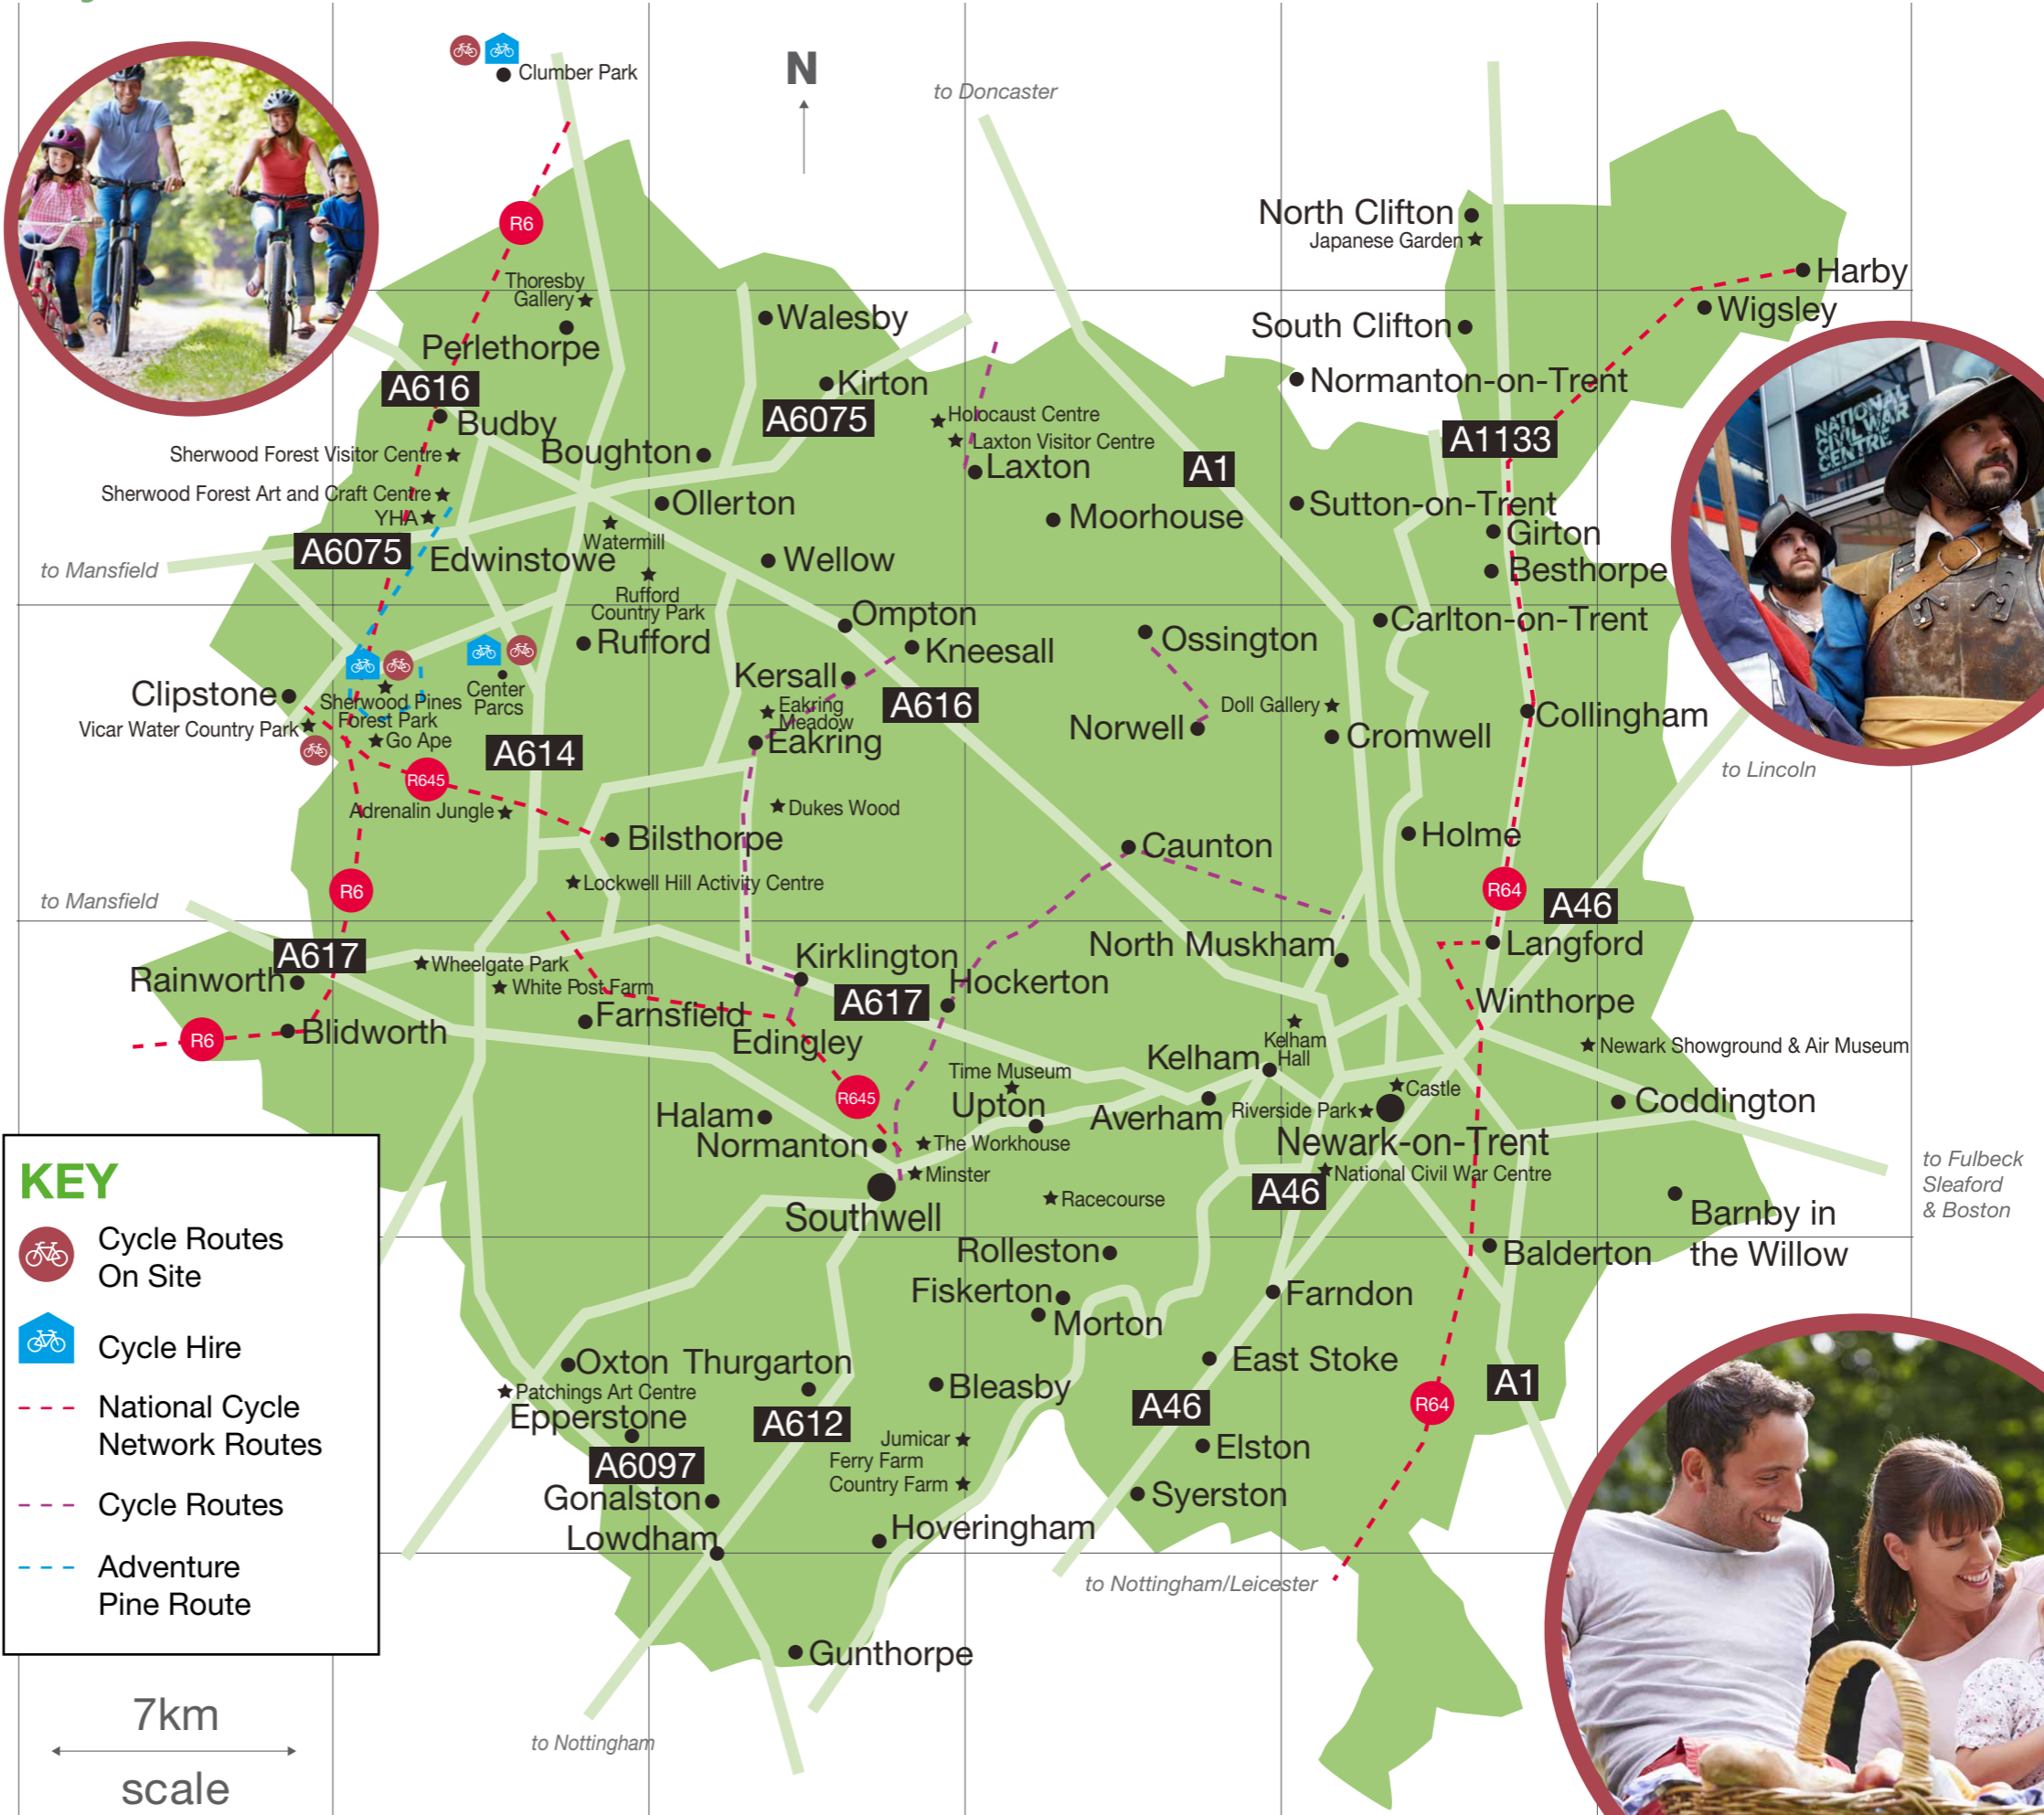 Clumber Park
N
to Doncaster
North Clifton
Japanese Garden
R6
Harby
Wigsley
Thoresby
Gallery
Walesby
South Clifton
Perlethorpe
Normanton-on-Trent
A616
Kirton
Budby
A6075
Holocaust Centre
NATIONAL
CIVIL WAR
CENTRE
Laxton Visitor Centre
A1133
Sherwood Forest Visitor Centre
Boughton
Laxton
A1
Sherwood Forest Art and Craft Centre
Ollerton
Sutton-on-Trent
YHA
Moorhouse
Girton
Watermill
A6075
Edwinstowe
Wellow
Besthorpe
to Mansfield
Rufford
Country Park
Ompton
Carlton-on-Trent
Rufford
Ossington
Kneesall
Kersall
Clipstone
Center
Parcs
Sherwood Pines
Forest Park
Eakring
Meadow
A616
Doll Gallery
Collingham
Vicar Water Country Park
Go Ape
Norwell
Cromwell
Eakring
A614
to Lincoln
R645
Adrenalin Jungle
Dukes Wood
Bilsthorpe
Holme
Caunton
Lockwell Hill Activity Centre
R6
R64
to Mansfield
A46
A617
Kirklington
North Muskham
Langford
Wheelgate Park
Rainworth
White Post Farm
Hockerton
A617
Winthorpe
Farnsfield
R6
Blidworth
Edingley
Kelham
Hall
Newark Showground & Air Museum
Kelham
Time Museum
Castle
R645
Upton
Averham
Riverside Park
Coddington
Halam
Normanton
The Workhouse
Newark-on-Trent
to Fulbeck
Sleaford
& Boston
Minster
National Civil War Centre
A46
Racecourse
Southwell
Barnby in
the Willow
Rolleston
Balderton
Fiskerton
Farndon
Morton
Oxton
Thurgarton
East Stoke
Patchings Art Centre
Bleasby
A1
Epperstone
A612
A46
R64
Jumicar
Elston
Ferry Farm
Country Farm
A6097
Gonalston
Syerston
Lowdham
Hoveringham
to Nottingham/Leicester
Gunthorpe
to Nottingham
KEY
Cycle Routes
On Site
Cycle Hire
National Cycle
Network Routes
Cycle Routes
Adventure
Pine Route
7km
scale